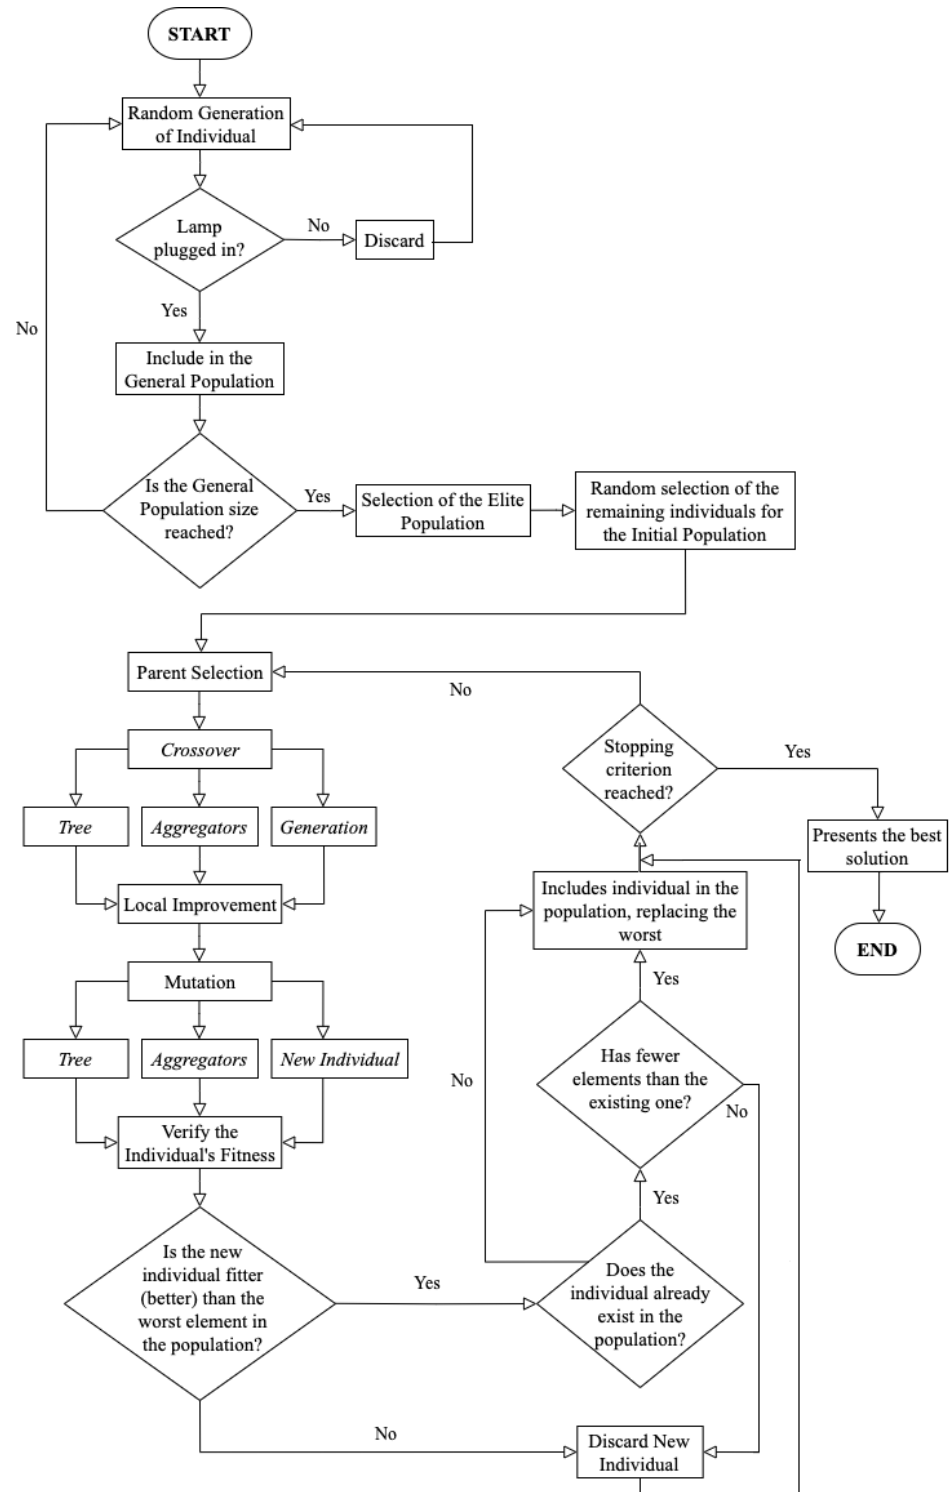 START
Random Generation
of Individual
Lamp
plugged in?
No
Discard
Yes
No
Include in the
General Population
Is the General
Population size
reached?
Yes
Selection of the Elite
Population
Random selection of the
remaining individuals for
the Initial Population
Parent Selection
No
Crossover
Stopping
criterion
reached?
Yes
Tree
Aggregators
Generation
Presents the best
solution
Local Improvement
Includes individual in the
population, replacing the
worst
END
Mutation
Yes
Tree
Aggregators
New Individual
No
Has fewer
elements than the
existing one?
No
Verify the
Individual's Fitness
Yes
Is the new
individual fitter
(better) than the
worst element in
the population?
Yes
Does the
individual already
exist in the
population?
No
Discard New
Individual